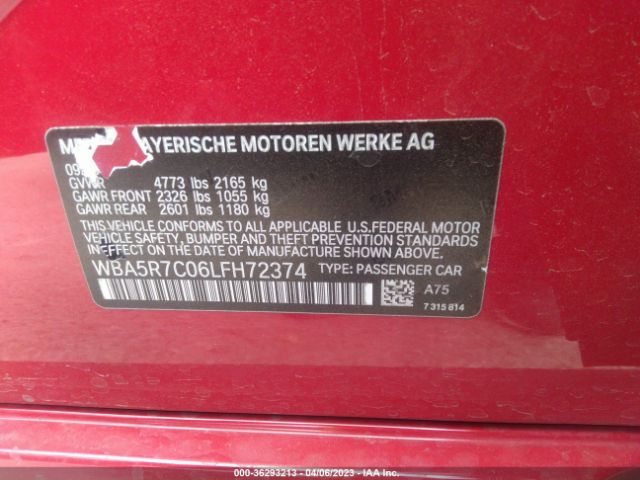 AYERISCHE MOTOREN WERKE AG
GVWR 4773 lbs 2165 kg
GAWR FRONT 2326 lbs 1055 kg
GAWR REAR 2601 lbs 1180 kg
THIS VEHICLE CONFORMS TO ALL APPLICABLE U.S.FEDERAL MOTOR
VEHICLE SAFETY, BUMPER AND THEFT PREVENTION STANDARDS
IN EFFECT ON THE DATE OF MANUFACTURE SHOWN ABOVE.
WBA5R7C06LFH72374 TYPE: PASSENGER CAR
A75
7 315 814
000-36293213 - 04/06/2023 - IAA Inc.